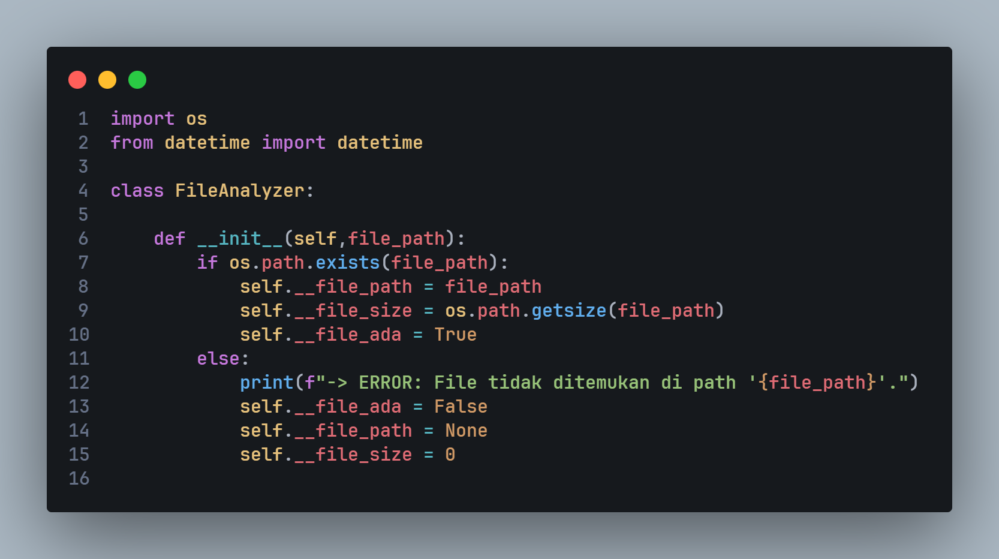 1 import os
2 from datetime import datetime
3
4 class FileAnalyzer:
5
6     def __init__(self,file_path):
7         if os.path.exists(file_path):
8             self.__file_path = file_path
9             self.__file_size = os.path.getsize(file_path)
10             self.__file_ada = True
11         else:
12             print(f"-> ERROR: File tidak ditemukan di path '{file_path}'.")
13             self.__file_ada = False
14             self.__file_path = None
15             self.__file_size = 0
16